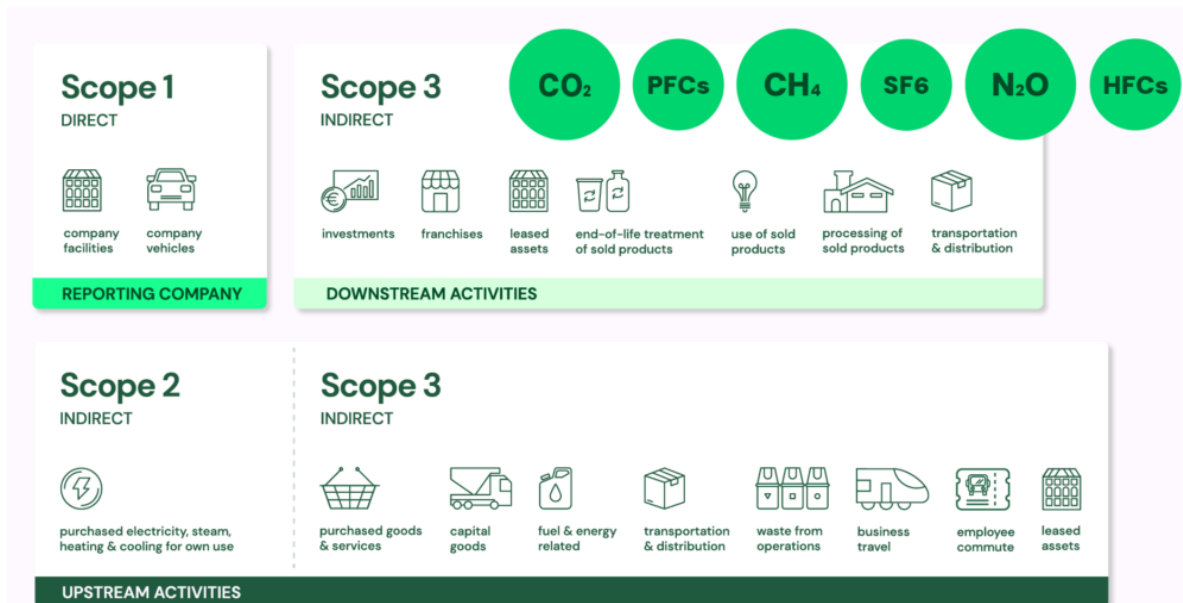 Scope 1
DIRECT
company
facilities
company
vehicles
REPORTING COMPANY
Scope 3
INDIRECT
CO₂
PFCs
CH₄
SF6
N₂O
HFCs
€
investments
franchises
leased
assets
end-of-life treatment
of sold products
use of sold
products
processing of
sold products
transportation
& distribution
DOWNSTREAM ACTIVITIES
Scope 2
INDIRECT
purchased electricity, steam,
heating & cooling for own use
Scope 3
INDIRECT
purchased goods
& services
capital
goods
fuel & energy
related
transportation
& distribution
waste from
operations
business
travel
employee
commute
leased
assets
UPSTREAM ACTIVITIES